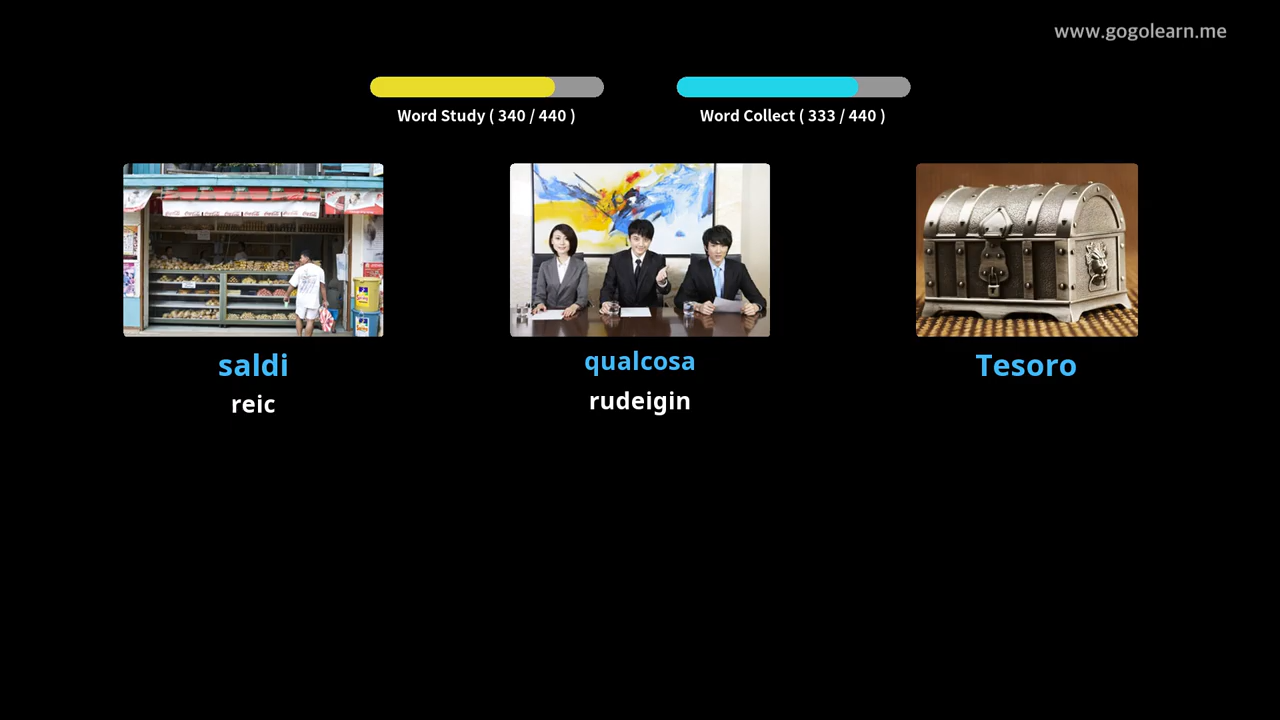 www.gogolearn.me
Word Study ( 340 / 440 )
Word Collect ( 333 / 440 )
saldi
reic
qualcosa
rudeigin
Tesoro